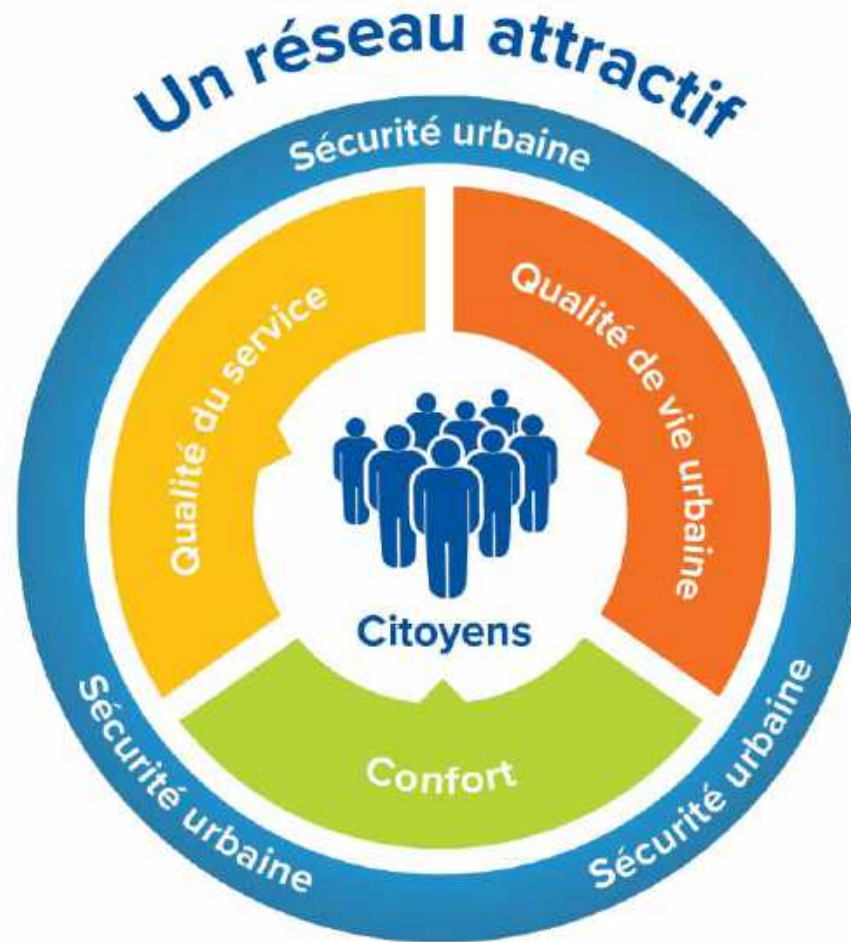 Un réseau attractif
Sécurité urbaine
Qualité du service
Qualité de vie urbaine
Citoyens
Confort
Sécurité urbaine
Sécurité urbaine